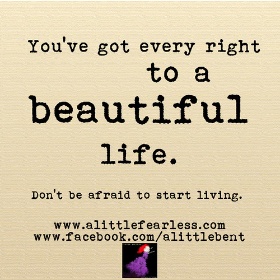 You've got every right
to a
beautiful
life.
Don't be afraid to start living.
www.alittlefearless.com
www.facebook.com/alittlebent